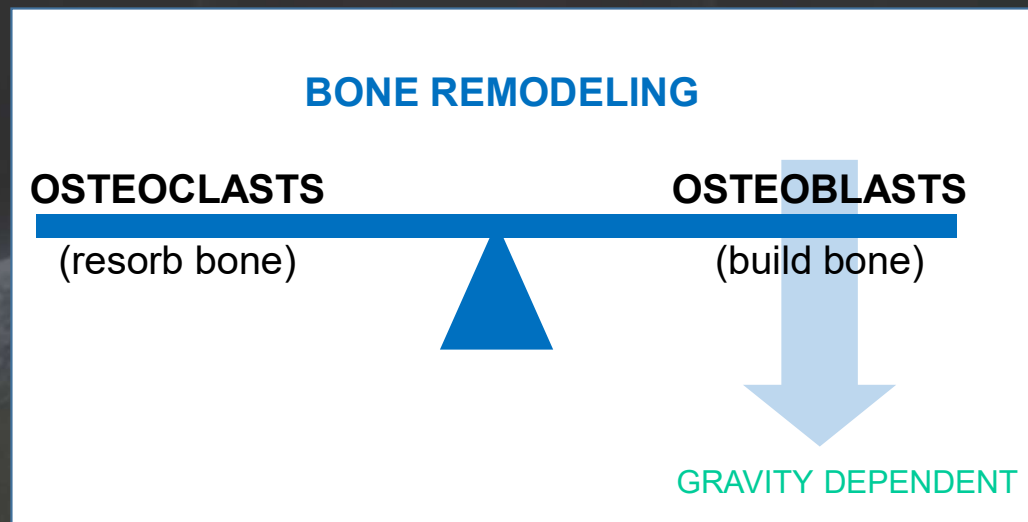 BONE REMODELING
OSTEOCLASTS OSTEOBLASTS
(resorb bone) (build bone)
GRAVITY DEPENDENT